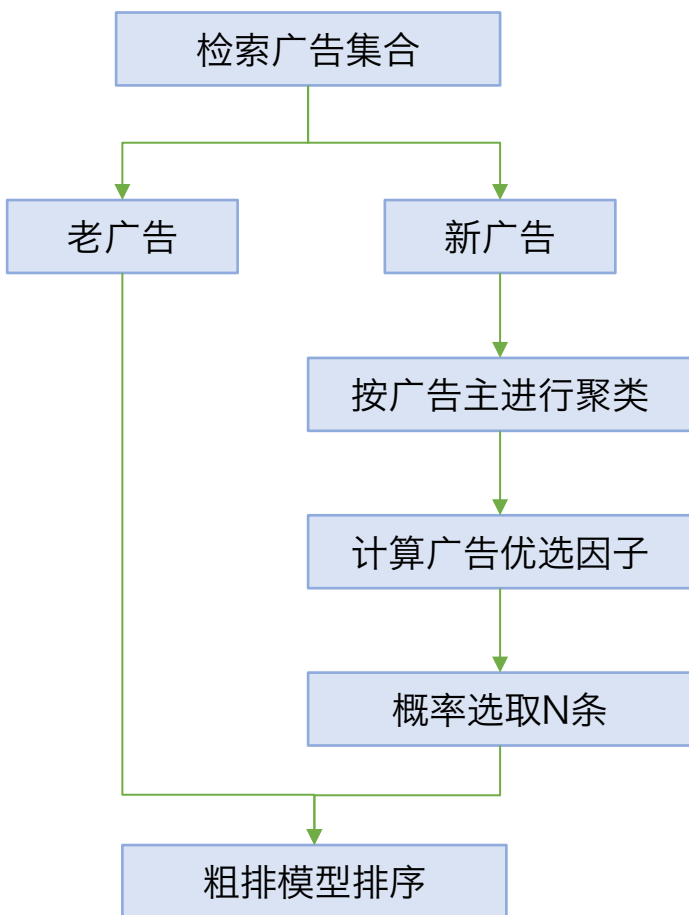 检索广告集合
老广告
新广告
按广告主进行聚类
计算广告优选因子
概率选取N条
粗排模型排序